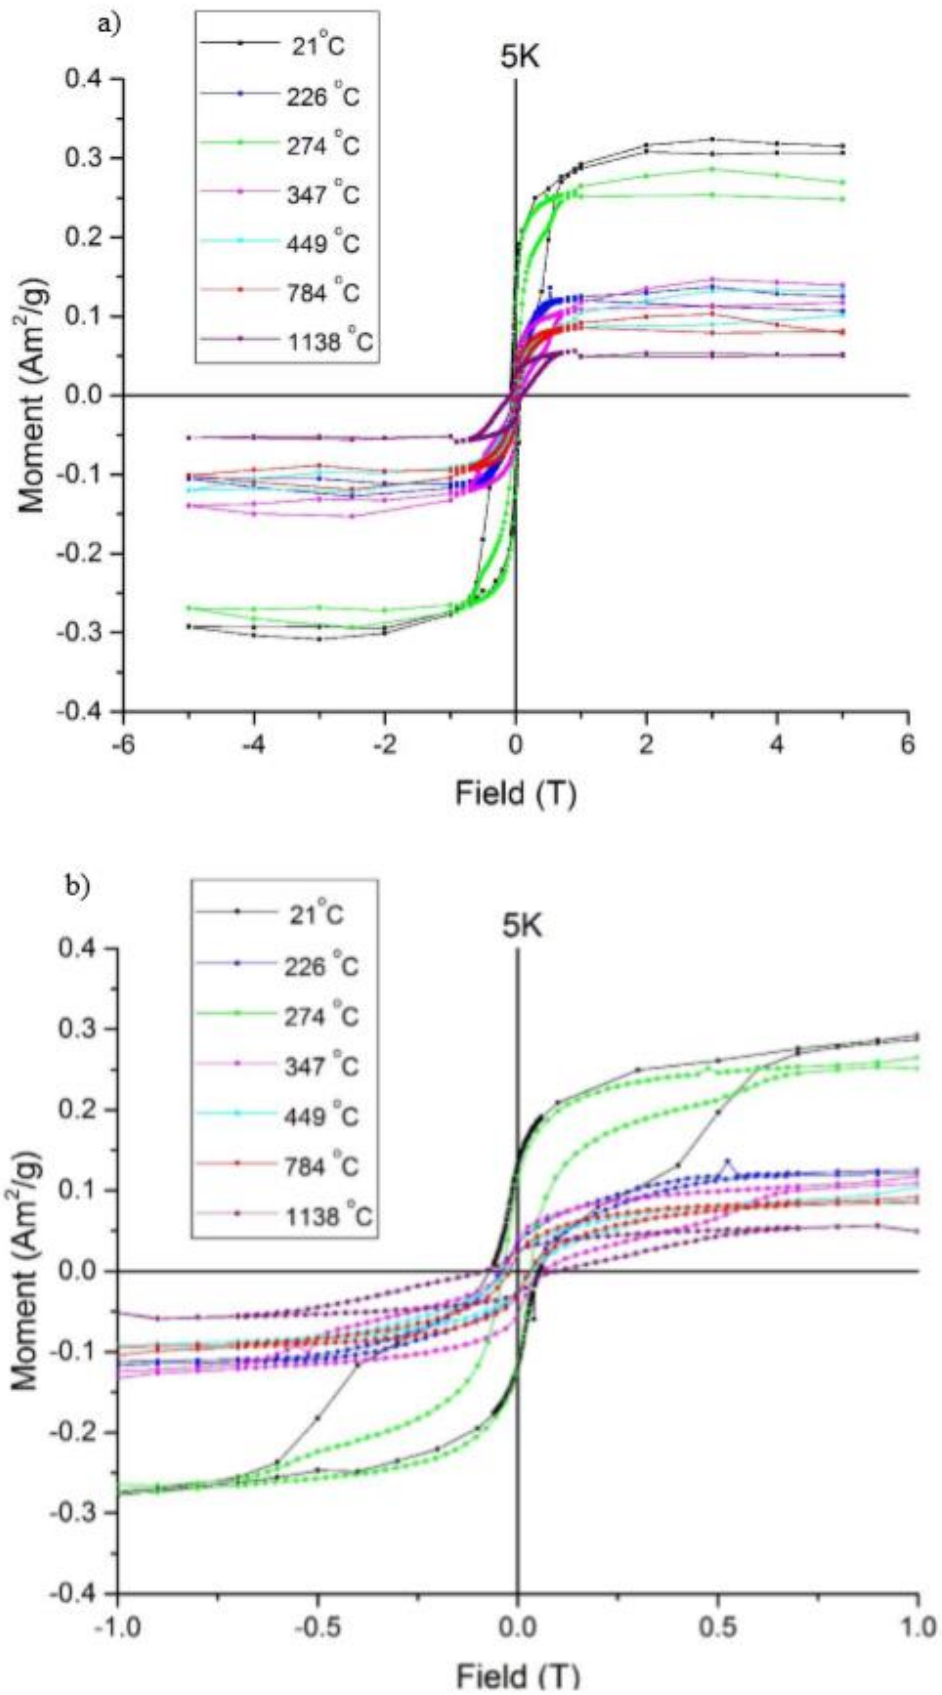 a)
21°C
226 °C
274 °C
347 °C
449 °C
784 °C
1138 °C
5K
0.4
0.3
0.2
0.1
0.0
-0.1
-0.2
-0.3
-0.4
Moment (Am²/g)
-6 -4 -2 0 2 4 6
Field (T)
b)
21°C
226 °C
274 °C
347 °C
449 °C
784 °C
1138 °C
5K
0.4
0.3
0.2
0.1
0.0
-0.1
-0.2
-0.3
-0.4
Moment (Am²/g)
-1.0 -0.5 0.0 0.5 1.0
Field (T)